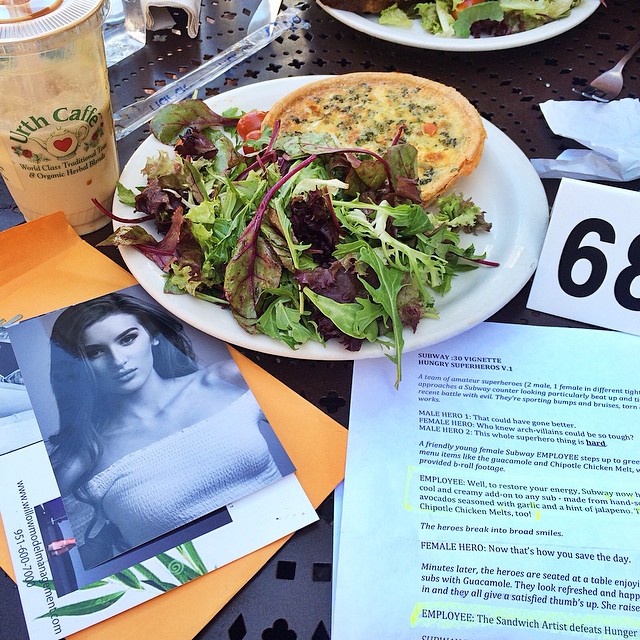 Urth Caffé
World Class Traditional Teas
& Organic Herbal Blends
68
www.willowmodelmanagement.com
951-600-70
SUBWAY :30 VIGNETTE
HUNGRY SUPERHEROS V.1
A team of amateur superheroes (2 male, 1 female in different tight
approaches a Subway counter looking particularly beat up and ti
recent battle with evil. They're sporting bumps and bruises, torn
works.
MALE HERO 1: That could have gone better.
FEMALE HERO: Who knew arch-villains could be so tough?
MALE HERO 2: This whole superhero thing is hard.
A friendly young female Subway EMPLOYEE steps up to gree
menu items like the guacamole and Chipotle Chicken Melt, w
provided b-roll footage.
EMPLOYEE: Well, to restore your energy, Subway now h
cool and creamy add-on to any sub - made from hand-sc
avocados seasoned with garlic and a hint of jalapeno. T
Chipotle Chicken Melts, too!
The heroes break into broad smiles.
FEMALE HERO: Now that's how you save the day.
Minutes later, the heroes are seated at a table enjoyi
subs with Guacamole. They look refreshed and happ
in and they all give a satisfied thumb's up. She raise
EMPLOYEE: The Sandwich Artist defeats Hunger